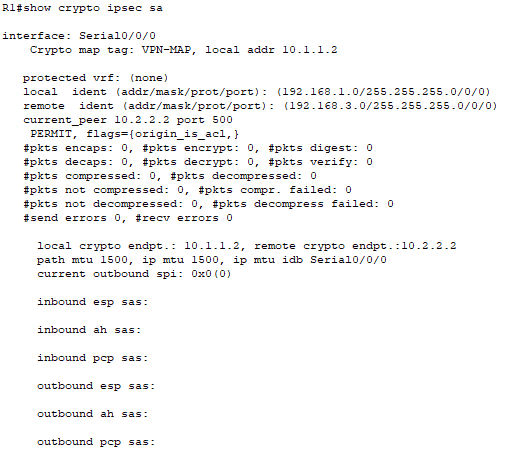 R1#show crypto ipsec sa
interface: Serial0/0/0
Crypto map tag: VPN-MAP, local addr 10.1.1.2
protected vrf: (none)
local ident (addr/mask/prot/port): (192.168.1.0/255.255.255.0/0/0)
remote ident (addr/mask/prot/port): (192.168.3.0/255.255.255.0/0/0)
current_peer 10.2.2.2 port 500
PERMIT, flags={origin_is_acl,}
#pkts encaps: 0, #pkts encrypt: 0, #pkts digest: 0
#pkts decaps: 0, #pkts decrypt: 0, #pkts verify: 0
#pkts compressed: 0, #pkts decompressed: 0
#pkts not compressed: 0, #pkts compr. failed: 0
#pkts not decompressed: 0, #pkts decompress failed: 0
#send errors 0, #recv errors 0
local crypto endpt.: 10.1.1.2, remote crypto endpt.:10.2.2.2
path mtu 1500, ip mtu 1500, ip mtu idb Serial0/0/0
current outbound spi: 0x0(0)
inbound esp sas:
inbound ah sas:
inbound pcp sas:
outbound esp sas:
outbound ah sas:
outbound pcp sas: